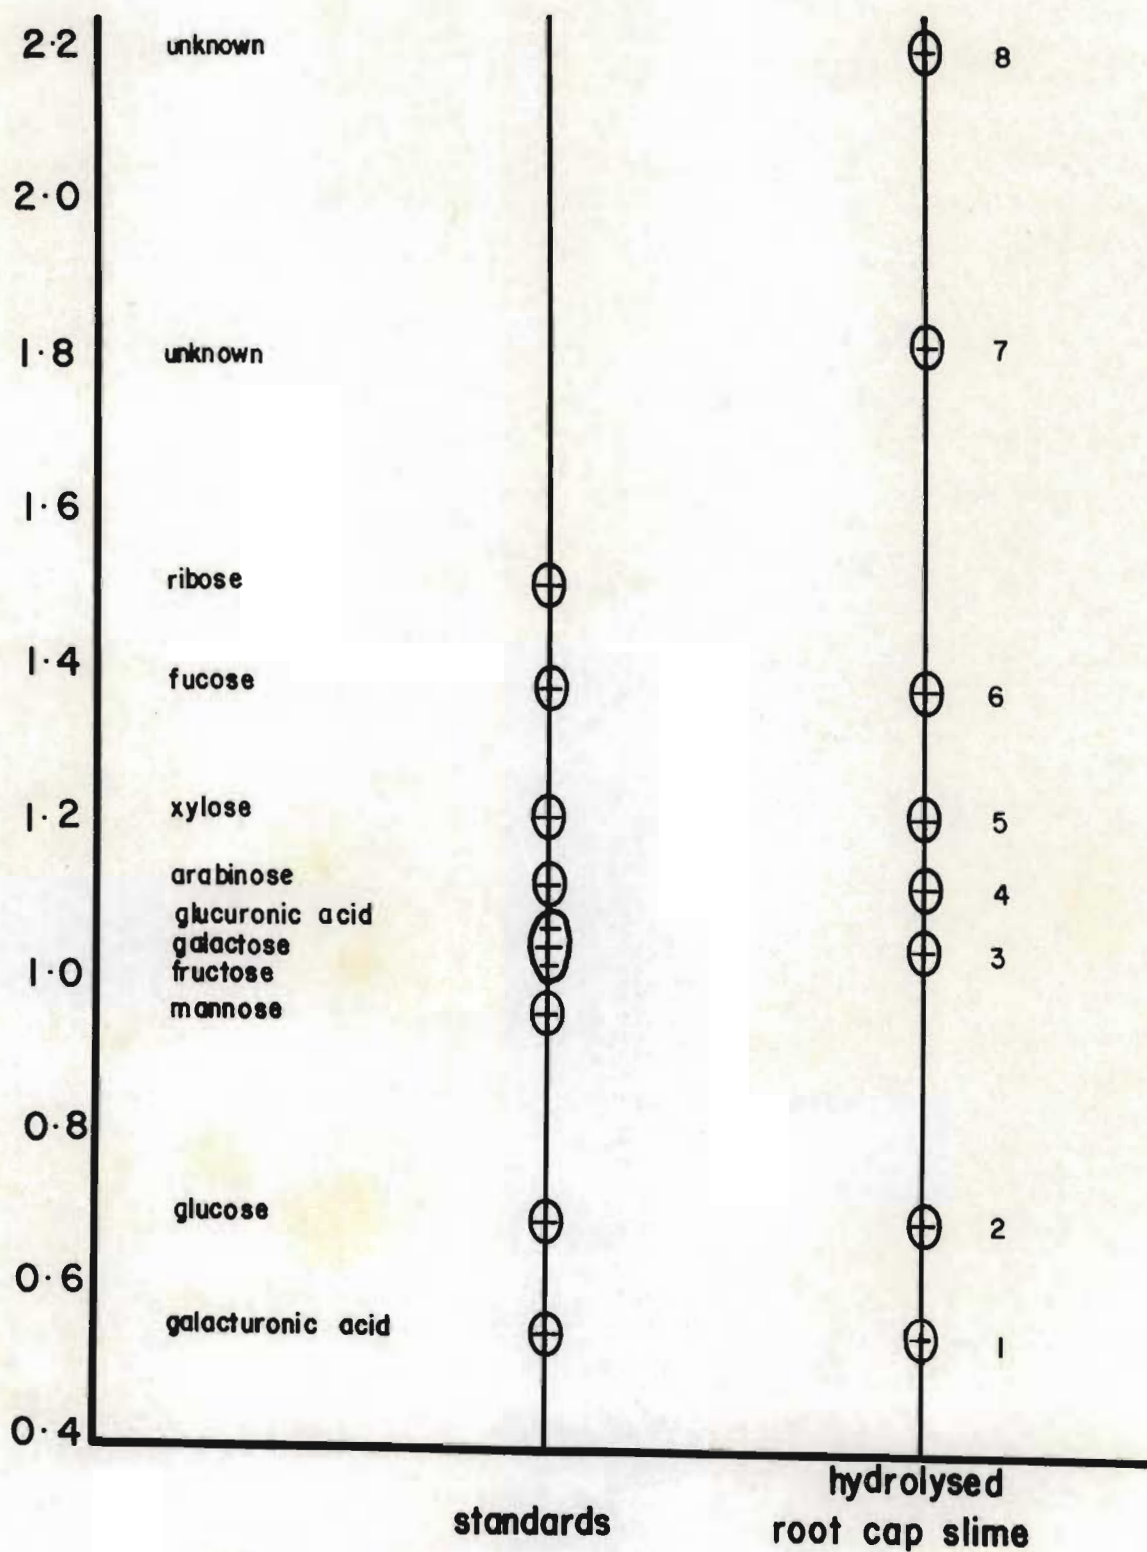 2·2 unknown 8
2·0
1·8 unknown 7
1·6
ribose
1·4
fucose 6
1·2 xylose 5
arabinose 4
glucuronic acid
galactose 3
1·0 fructose
mannose
0·8
glucose 2
0·6
galacturonic acid 1
0·4
standards
hydrolysed
root cap slime